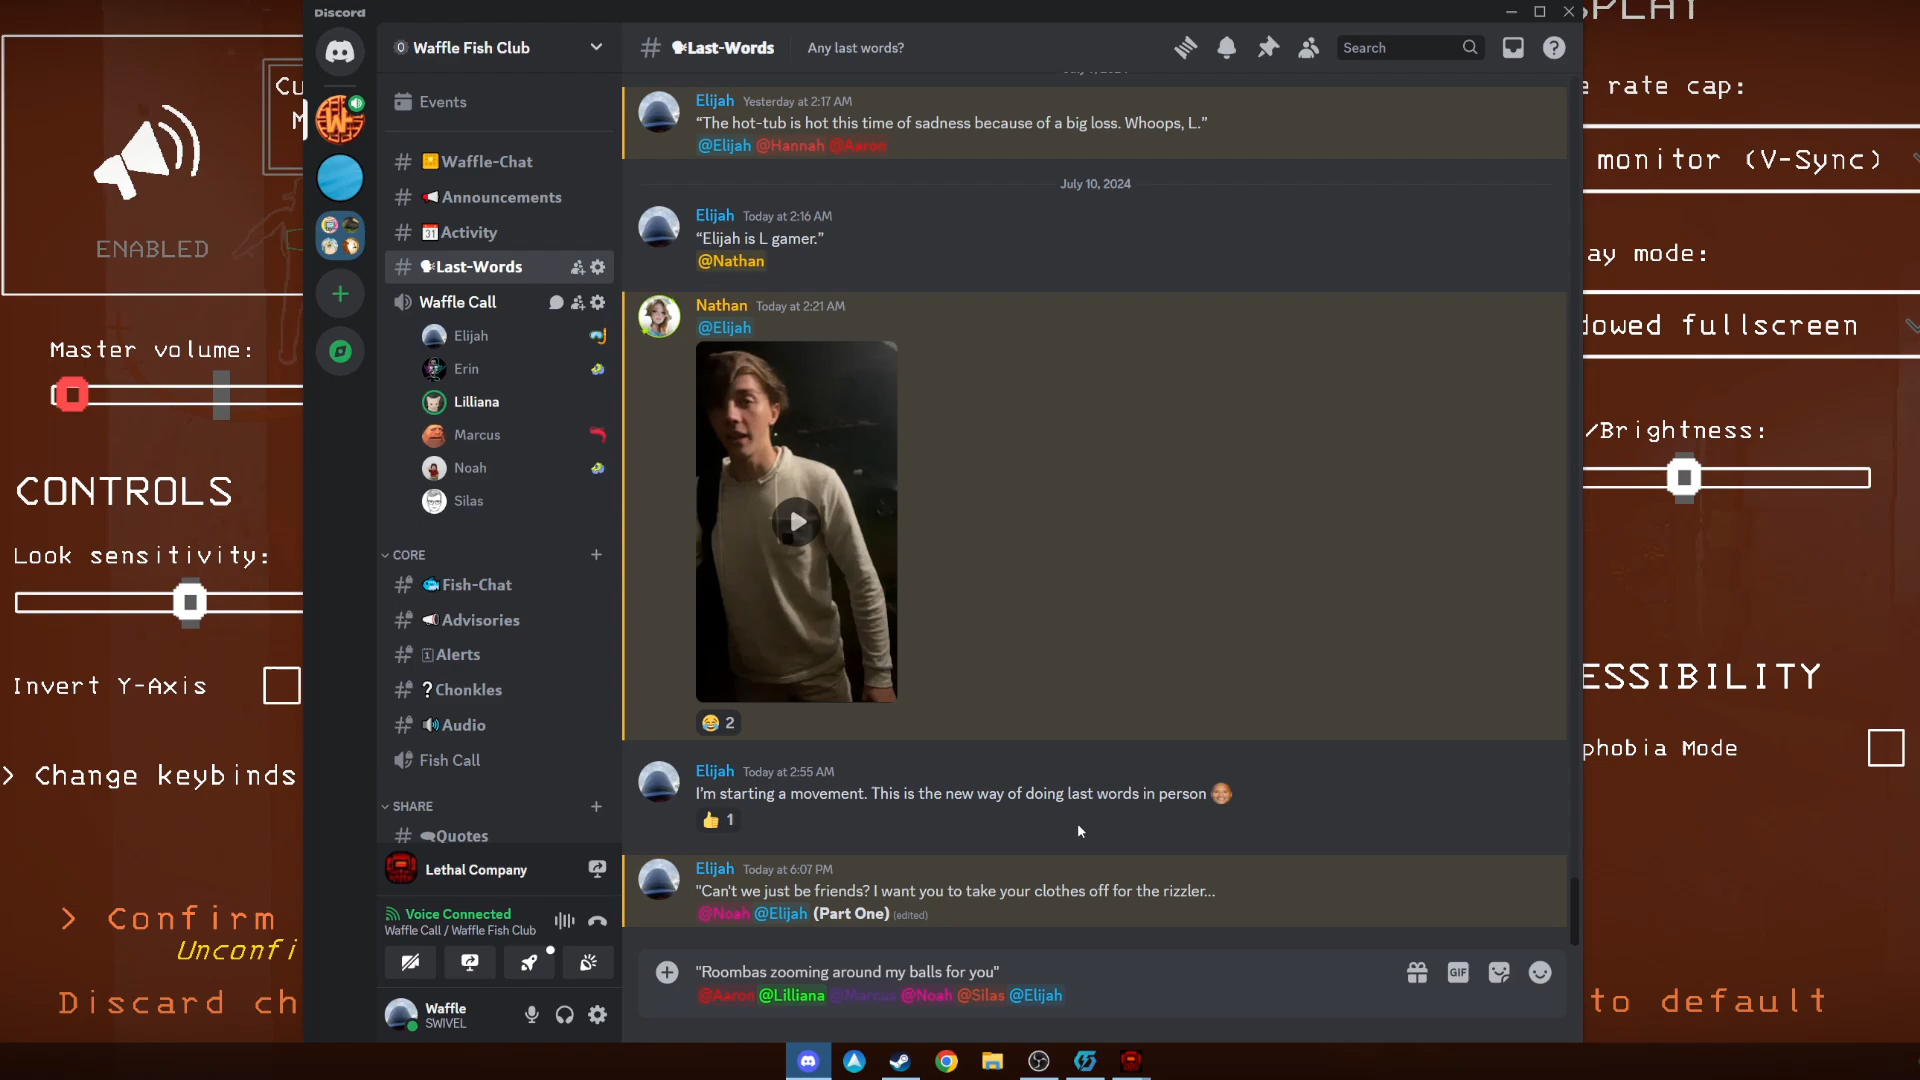 Discord
Waffle Fish Club
Events
Waffle-Chat
Announcements
Activity
Last-Words
Waffle Call
Elijah
Erin
Lilliana
Marcus
Noah
Silas
CORE
Fish-Chat
Advisories
Alerts
Chonkles
Audio
Fish Call
SHARE
Quotes
Lethal Company
Voice Connected
Waffle Call / Waffle Fish Club
Waffle
SWIVEL
Last-Words
Any last words?
Search
Elijah Yesterday at 2:17 AM
“The hot-tub is hot this time of sadness because of a big loss. Whoops, L.”
@Elijah @Hannah @Aaron
July 10, 2024
Elijah Today at 2:16 AM
“Elijah is L gamer.”
@Nathan
Nathan Today at 2:21 AM
@Elijah
2
Elijah Today at 2:55 AM
I'm starting a movement. This is the new way of doing last words in person
1
Elijah Today at 6:07 PM
"Can't we just be friends? I want you to take your clothes off for the rizzler...
@Noah @Elijah (Part One) (edited)
"Roombas zooming around my balls for you"
@Aaron @Lilliana @Marcus @Noah @Silas @Elijah
GIF
ENABLED
Master volume:
CONTROLS
Look sensitivity:
Invert Y-Axis
> Change keybinds
> Confirm
Unconfi
Discard ch
PLAY
e rate cap:
monitor (V-Sync)
ay mode:
dowed fullscreen
/Brightness:
ESSIBILITY
phobia Mode
to default